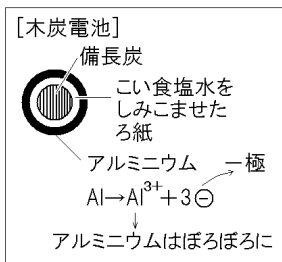 [木炭電池]
備長炭
こい食塩水を
しみこませた
ろ紙
アルミニウム
－極
Al→Al³⁺+3⊖
アルミニウムはぼろぼろに